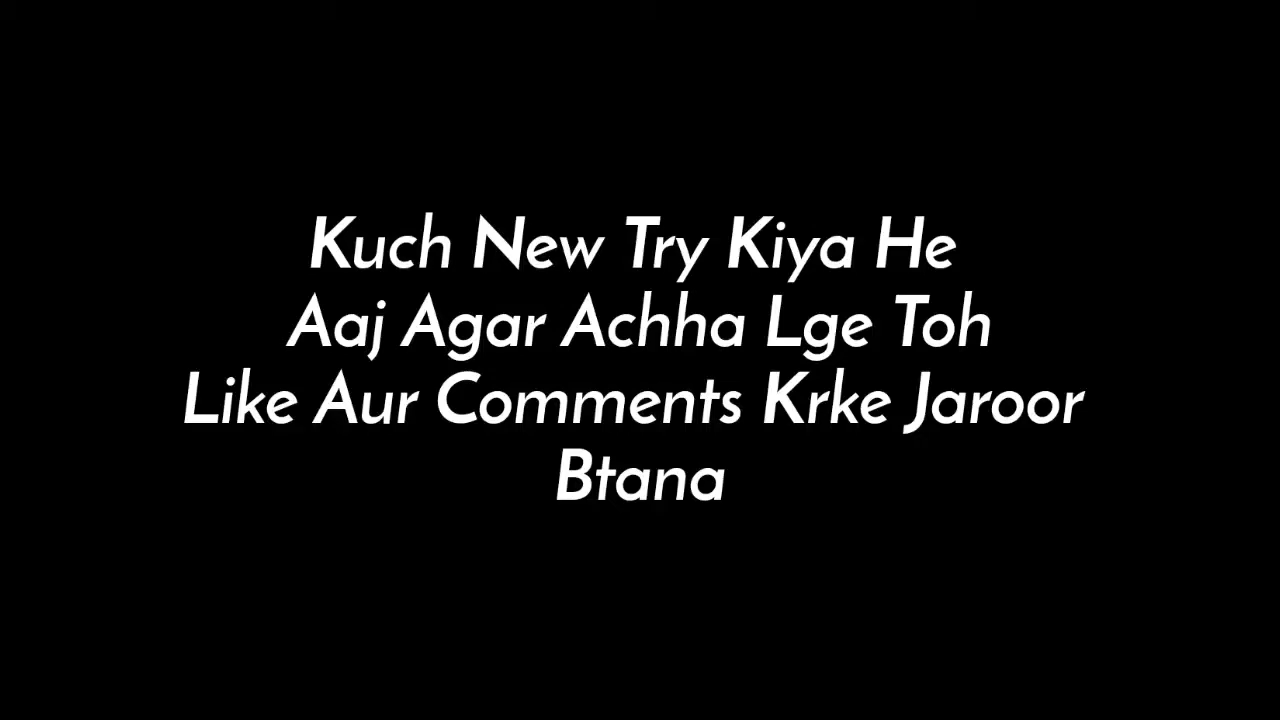 Kuch New Try Kiya He
Aaj Agar Achha Lge Toh
Like Aur Comments Krke Jaroor
Btana